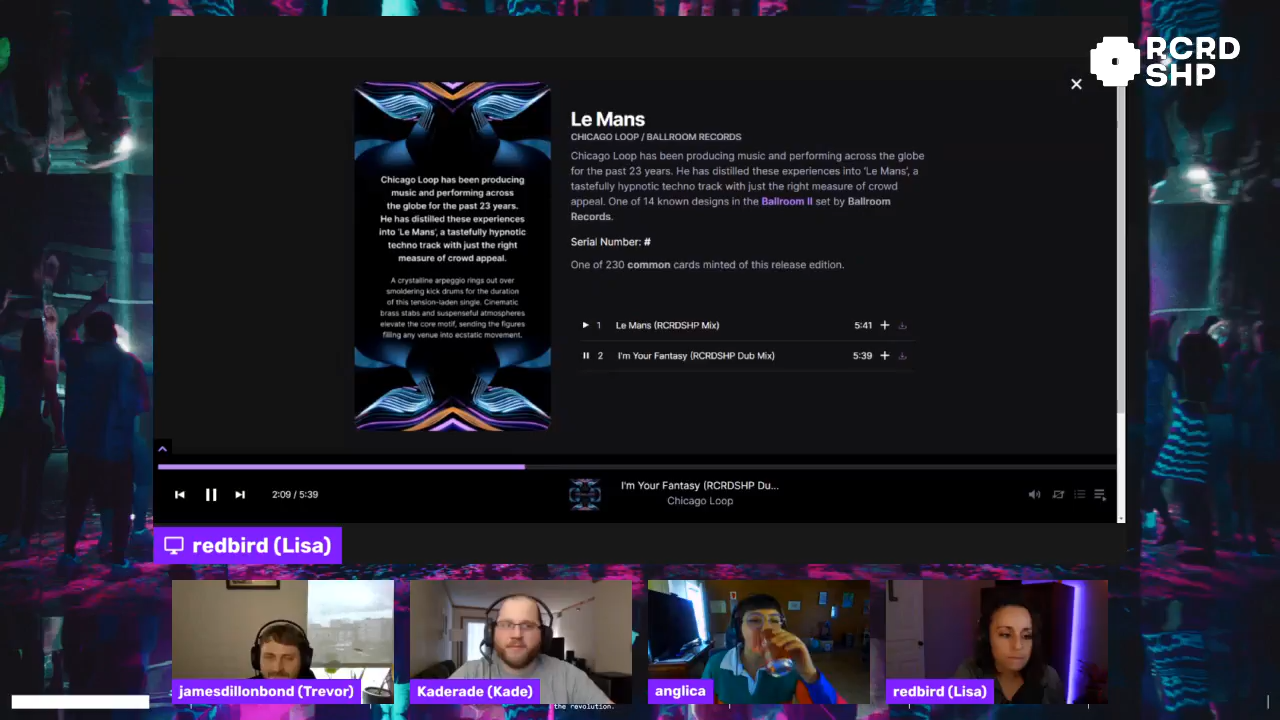 RCRD
SHP
Chicago Loop has been producing
music and performing across
the globe for the past 23 years.
He has distilled these experiences
into 'Le Mans', a tastefully hypnotic
techno track with just the right
measure of crowd appeal.
A crystalline arpeggio rings out over
smoldering kick drums for the duration
of this tension-laden single. Cinematic
brass stabs and suspenseful atmospheres
elevate the core motif, sending the figures
filling any venue into ecstatic movement.
Le Mans
CHICAGO LOOP / BALLROOM RECORDS
Chicago Loop has been producing music and performing across the globe
for the past 23 years. He has distilled these experiences into 'Le Mans', a
tastefully hypnotic techno track with just the right measure of crowd
appeal. One of 14 known designs in the Ballroom II set by Ballroom
Records.
Serial Number: #
One of 230 common cards minted of this release edition.
1 Le Mans (RCRDSHP Mix) 5:41
2 I'm Your Fantasy (RCRDSHP Dub Mix) 5:39
2:09 / 5:39
I'm Your Fantasy (RCRDSHP Du...
Chicago Loop
redbird (Lisa)
jamesdillonbond (Trevor)
Kaderade (Kade)
anglica
redbird (Lisa)
the revolution.